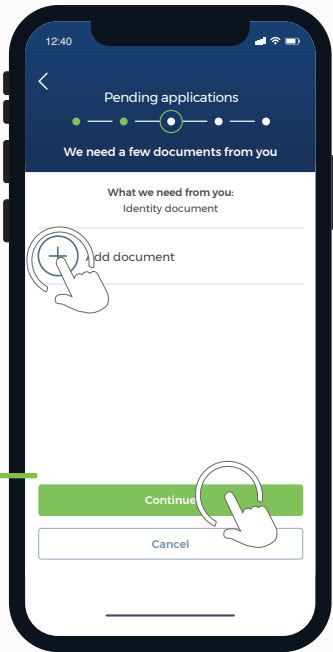 12:40
Pending applications
We need a few documents from you
What we need from you:
Identity document
Add document
Continue
Cancel